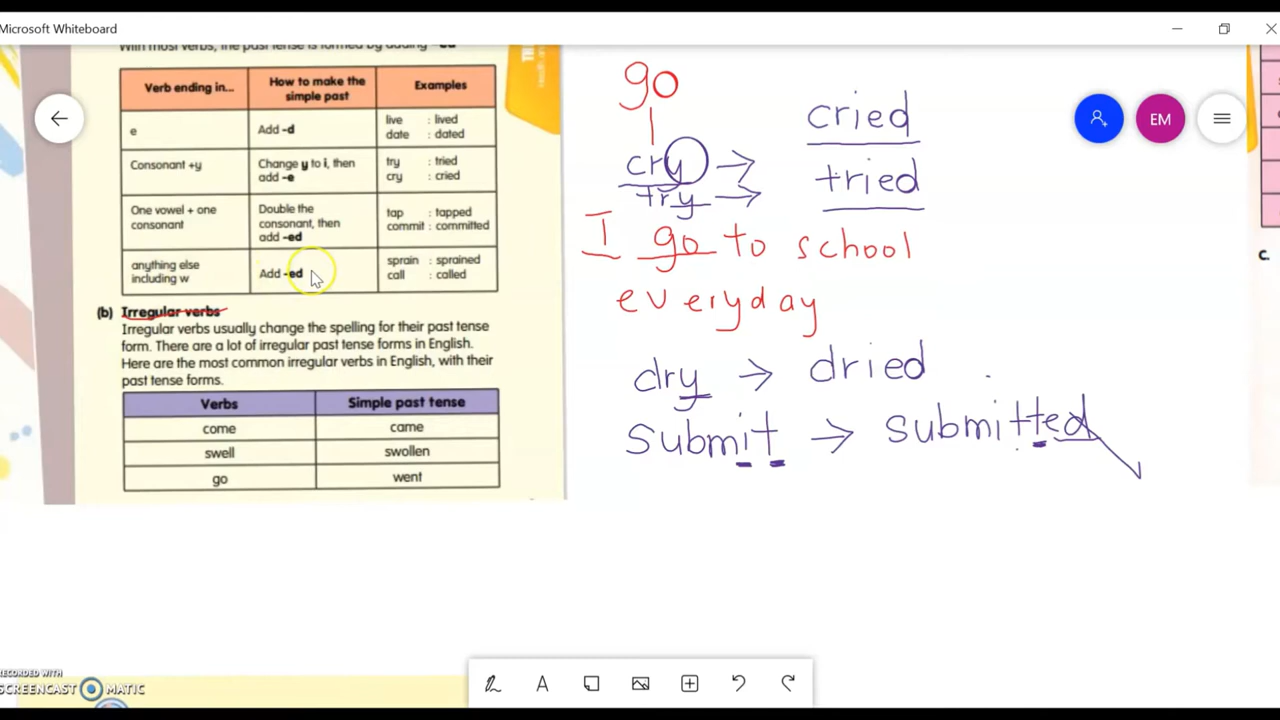 Microsoft Whiteboard
With most verbs, the past tense is formed by adding -ed
Verb ending in...
How to make the
simple past
Examples
e
Add -d
live : lived
date : dated
Consonant +y
Change y to i, then
add -e
try : tried
cry : cried
One vowel + one
consonant
Double the
consonant, then
add -ed
tap : tapped
commit : committed
anything else
including w
Add -ed
sprain : sprained
call : called
(b) Irregular verbs
Irregular verbs usually change the spelling for their past tense
form. There are a lot of irregular past tense forms in English.
Here are the most common irregular verbs in English, with their
past tense forms.
Verbs Simple past tense
come came
swell swollen
go went
go
cry → cried
try → tried
I go to school
everyday
dry → dried
submit → submitted
EM
c.
RECORDED WITH
SCREENCAST MATIC